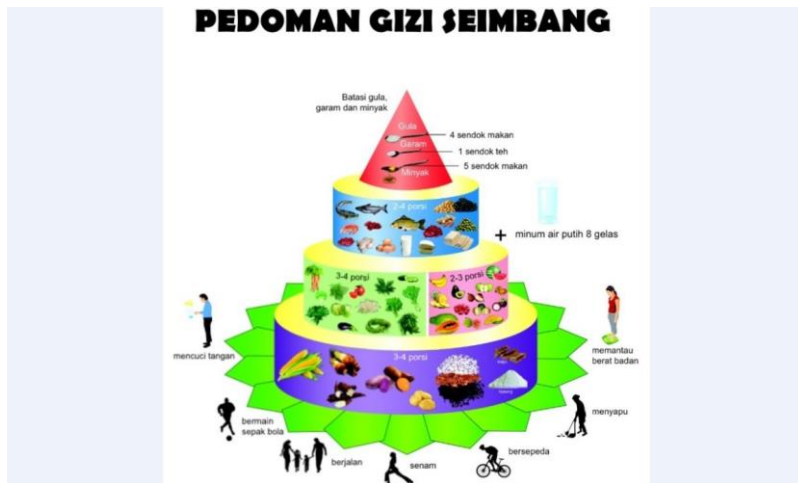 PEDOMAN GIZI SEIMBANG
Batasi gula,
garam dan minyak
Gula
Garam
Minyak
4 sendok makan
1 sendok teh
5 sendok makan
2-4 porsi
+ minum air putih 8 gelas
3-4 porsi
2-3 porsi
3-4 porsi
mencuci tangan
memantau
berat badan
bermain
sepak bola
berjalan
senam
bersepeda
menyapu